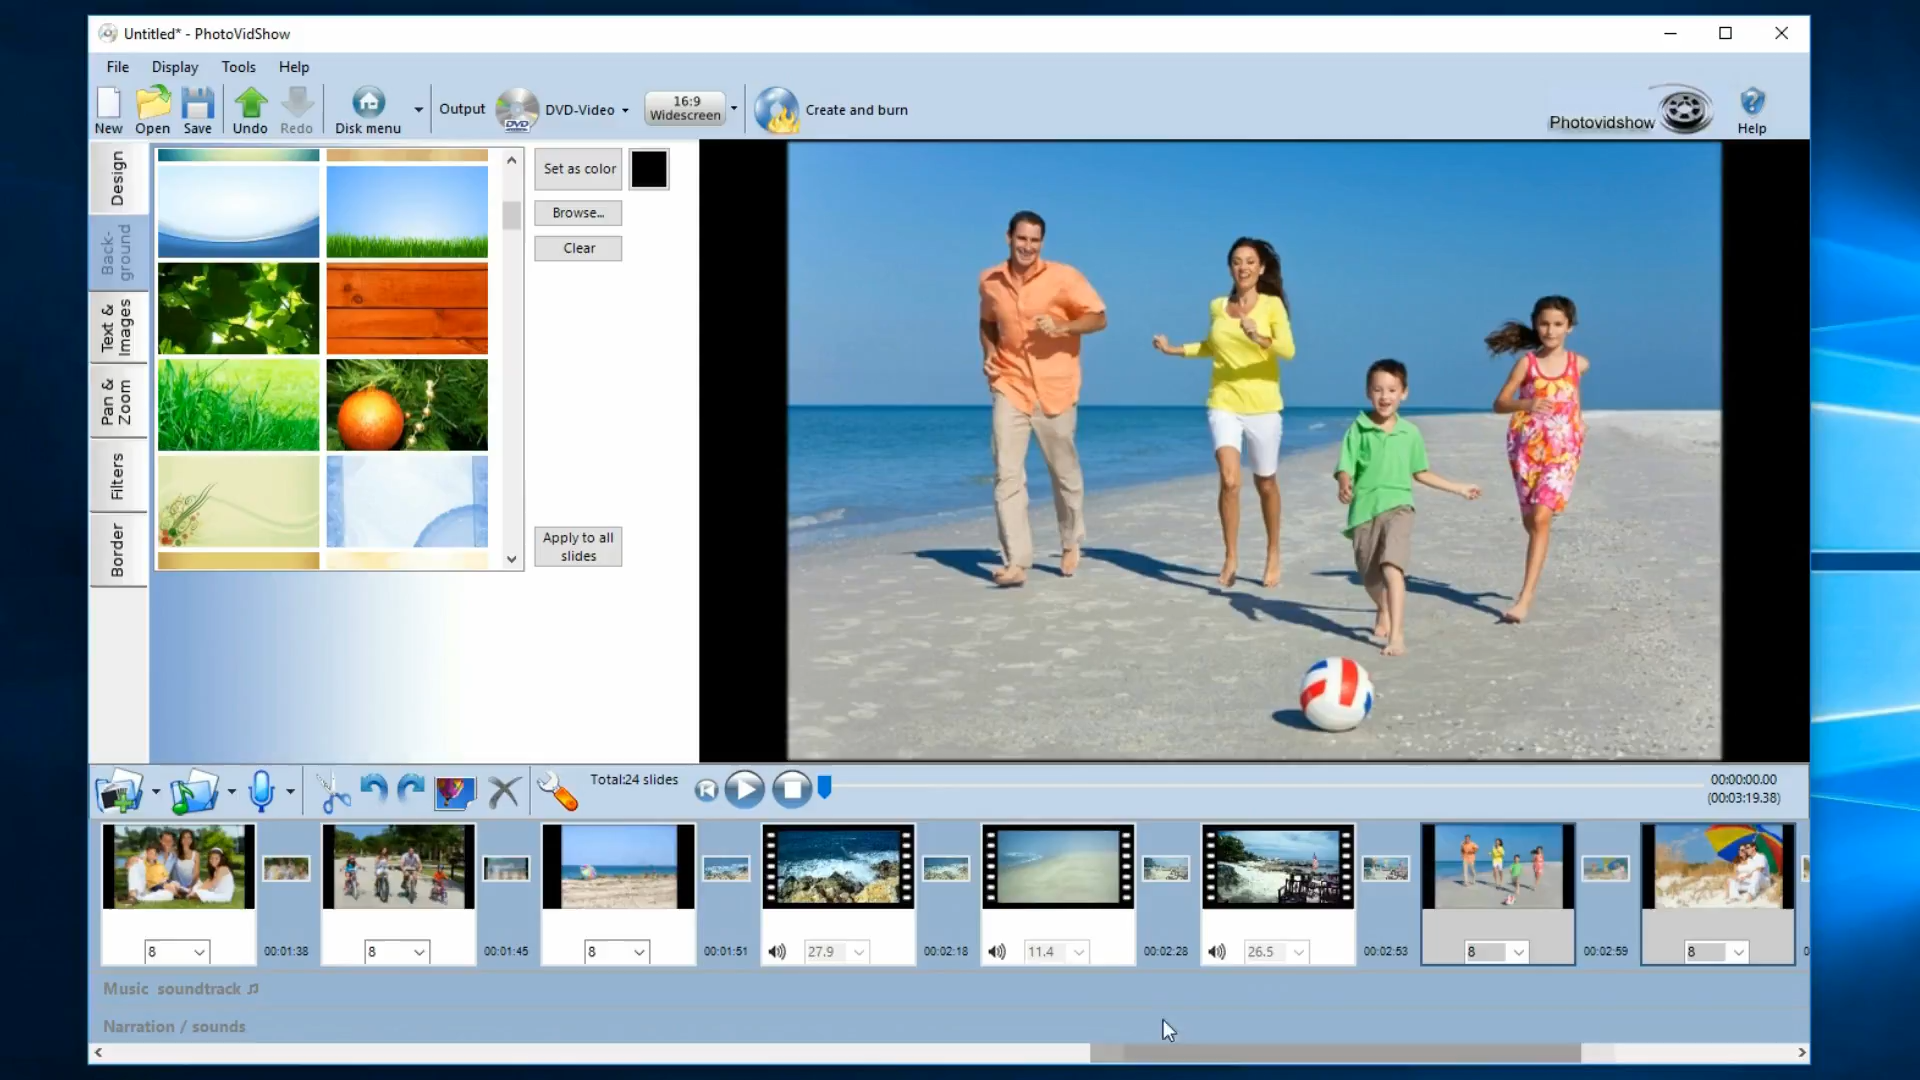 Untitled* - PhotoVidShow
File Display Tools Help
New Open Save Undo Redo Disk menu Output DVD DVD-Video 16:9 Widescreen Create and burn Photovidshow Help
Design
Back-
ground
Text &
Images
Pan &
Zoom
Filters
Border
Set as color
Browse...
Clear
Apply to all
slides
Total:24 slides
00:00:00.00
(00:03:19.38)
8 00:01:38 8 00:01:45 8 00:01:51 27.9 00:02:18 11.4 00:02:28 26.5 00:02:53 8 00:02:59 8 0
Music soundtrack
Narration / sounds